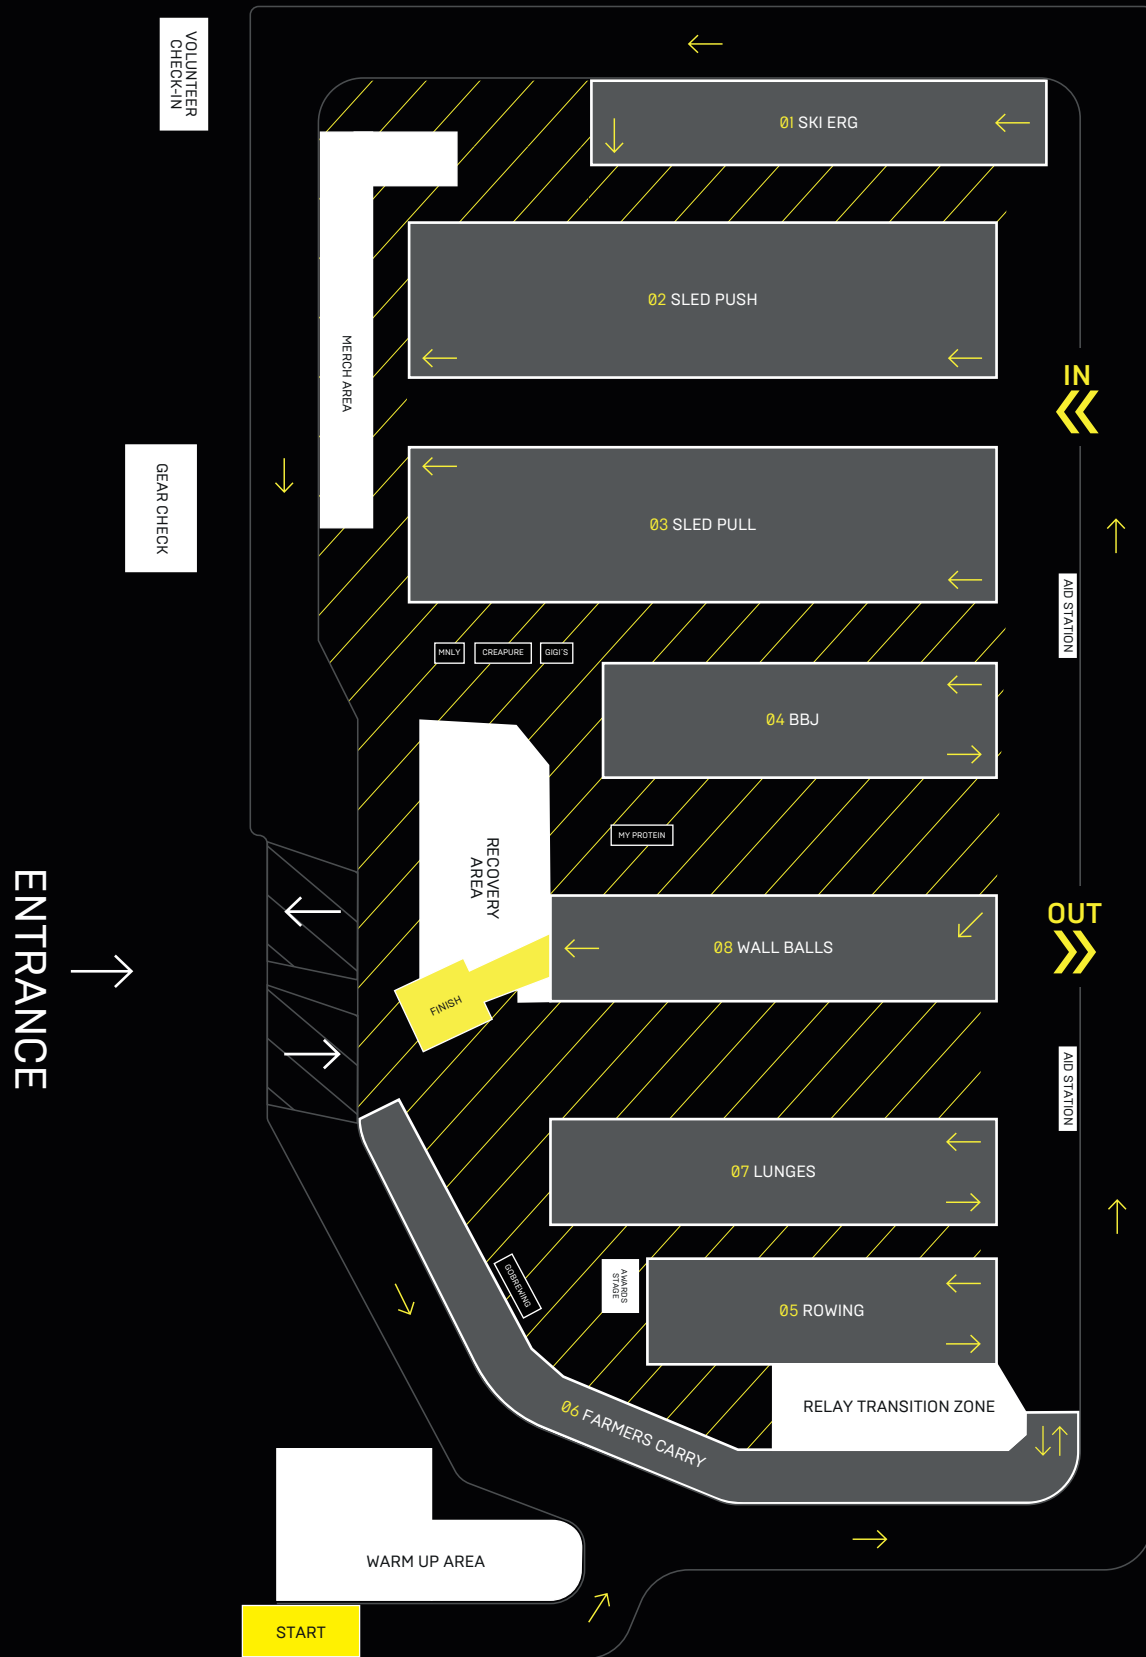 VOLUNTEER
CHECK-IN
01 SKI ERG
02 SLED PUSH
MERCH AREA
IN
GEAR CHECK
03 SLED PULL
AID STATION
MNLY
CREAPURE
GIGI'S
04 BBJ
MY PROTEIN
RECOVERY
AREA
ENTRANCE
OUT
08 WALL BALLS
FINISH
AID STATION
07 LUNGES
GOBREWING
AWARDS
STAGE
05 ROWING
RELAY TRANSITION ZONE
06 FARMERS CARRY
WARM UP AREA
START